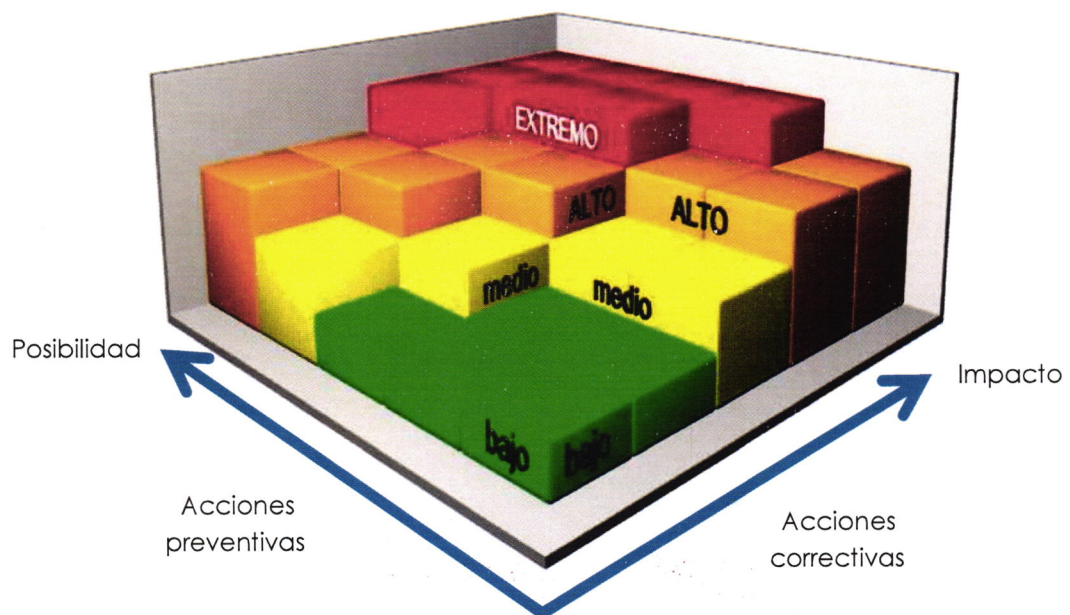 EXTREMO
ALTO
ALTO
medio
medio
bajo
bajo
Posibilidad
Impacto
Acciones
preventivas
Acciones
correctivas